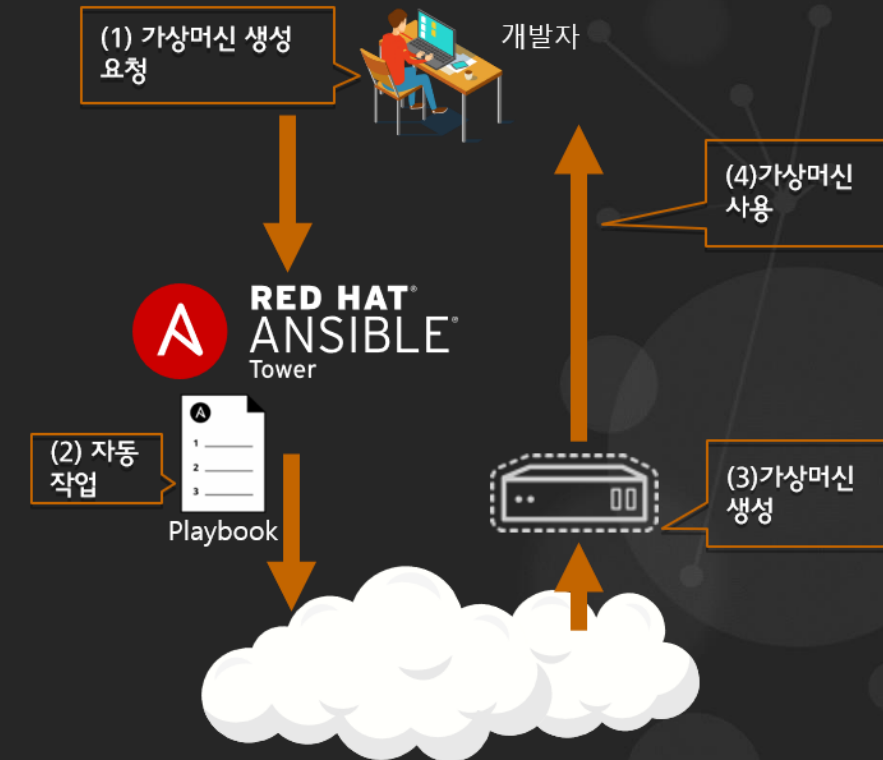 (1) 가상머신 생성
요청
개발자
(4)가상머신
사용
RED HAT®
ANSIBLE®
Tower
(2) 자동
작업
1
2
3
Playbook
(3)가상머신
생성